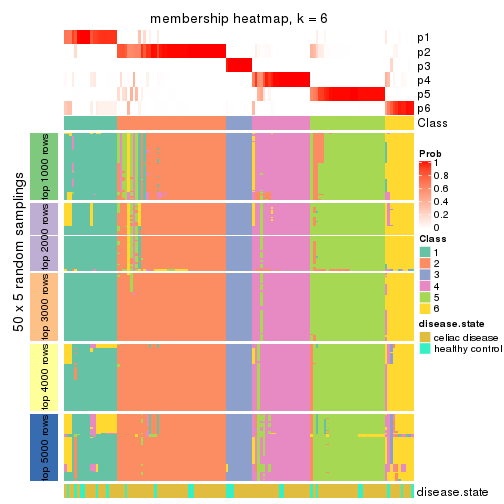 membership heatmap, k = 6
p1
p2
p3
p4
p5
p6
Class
50 x 5 random samplings
top 1000 rows
top 2000 rows
top 3000 rows
top 4000 rows
top 5000 rows
Prob
1
0.8
0.6
0.4
0.2
0
Class
1
2
3
4
5
6
disease.state
celiac disease
healthy control
disease.state